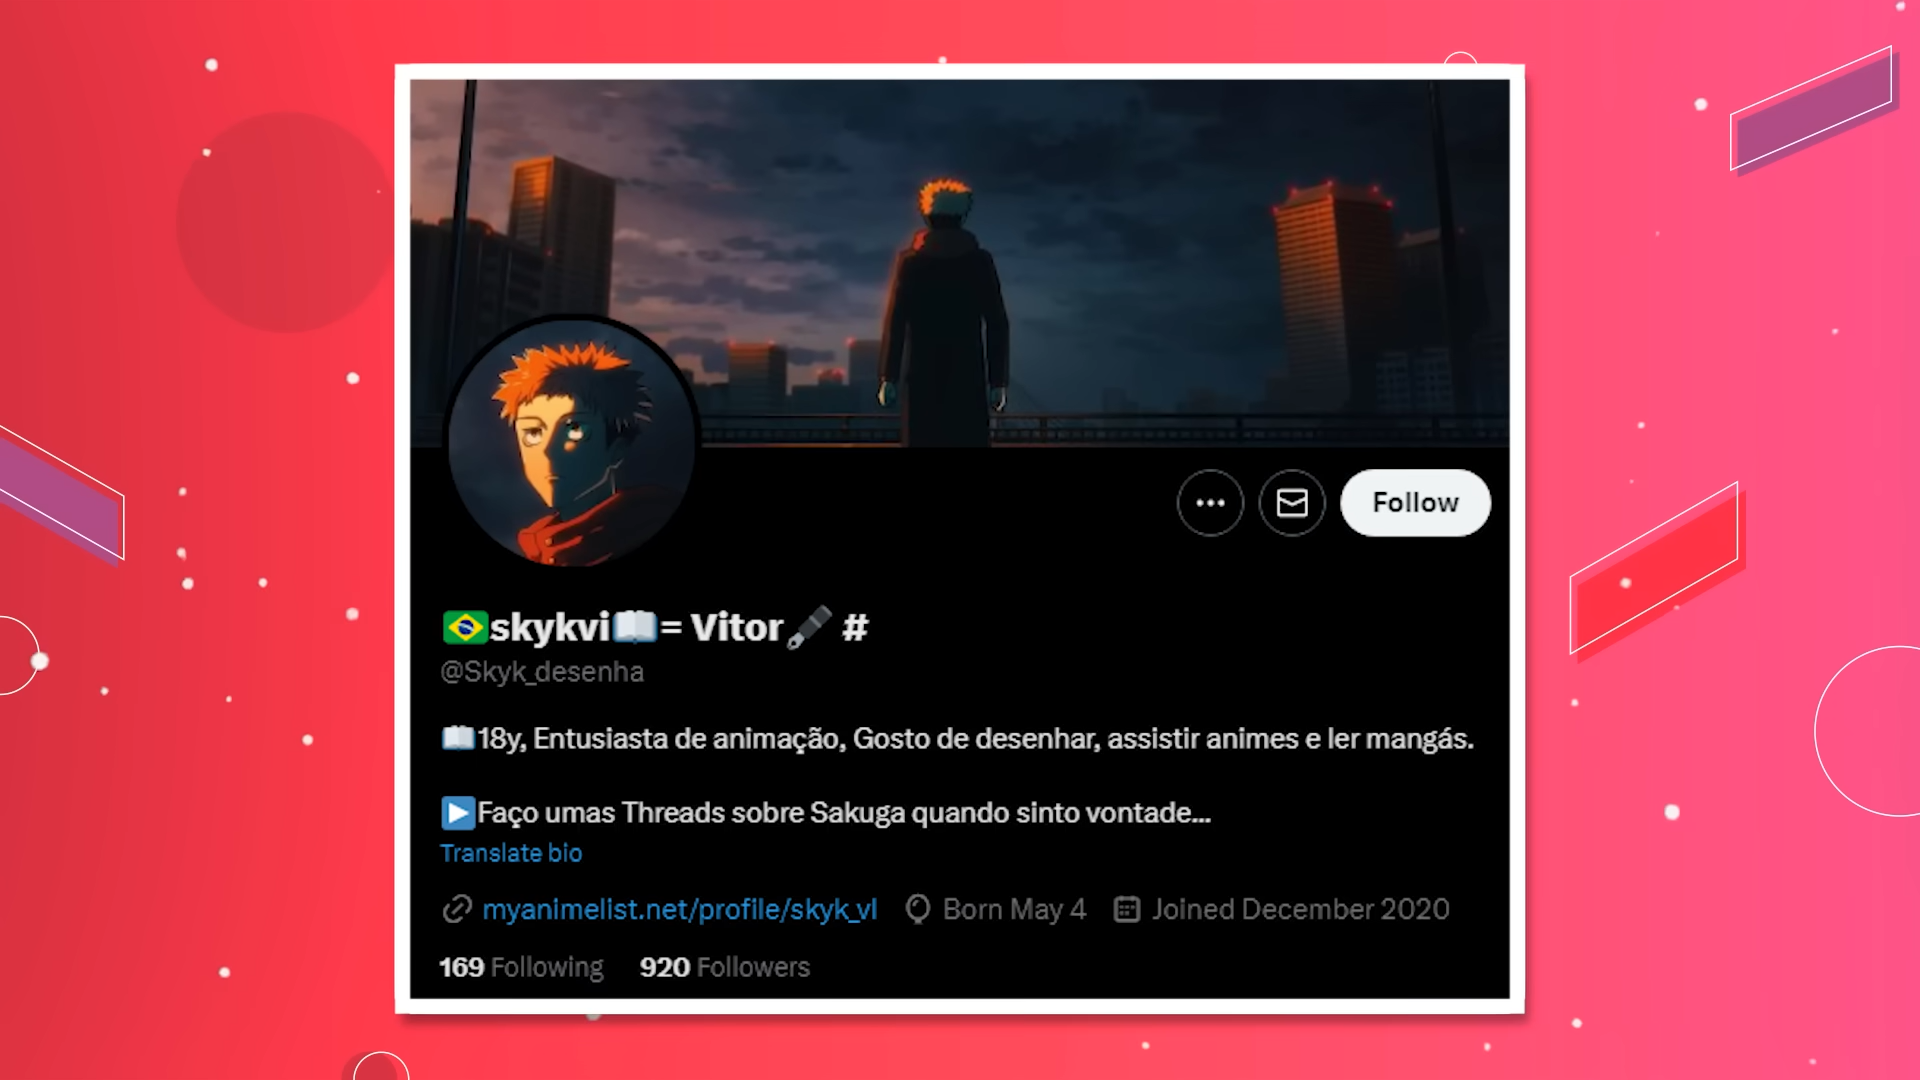 Follow
🇧🇷skykvi📖= Vitor🖋️ #
@Skyk_desenha
📖18y, Entusiasta de animação, Gosto de desenhar, assistir animes e ler mangás.
▶️Faço umas Threads sobre Sakuga quando sinto vontade...
Translate bio
myanimelist.net/profile/skyk_vl Born May 4 Joined December 2020
169 Following 920 Followers